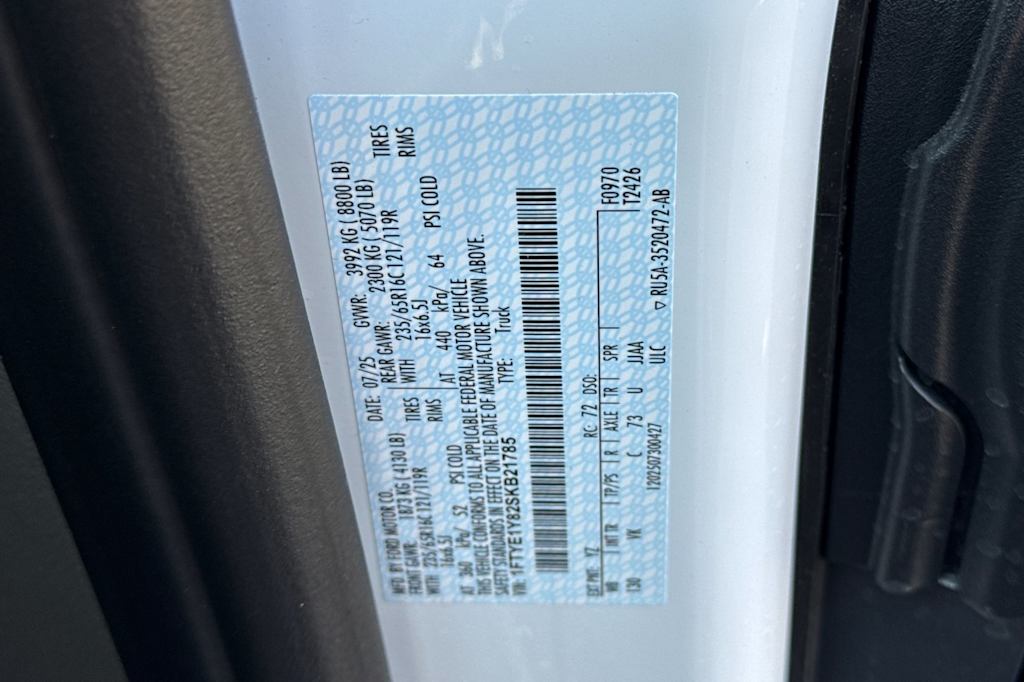 MFD. BY FORD MOTOR CO. DATE: 07/25 GVWR: 3992 KG ( 8800 LB)
FRONT GAWR: 1873 KG ( 4130 LB) REAR GAWR: 2300 KG ( 5070 LB)
WITH 235/65R16C 121/119R TIRES WITH 235/65R16C 121/119R TIRES
16x6.5J RIMS 16x6.5J RIMS
AT 360 kPa/ 52 PSI COLD AT 440 kPa/ 64 PSI COLD
THIS VEHICLE CONFORMS TO ALL APPLICABLE FEDERAL MOTOR VEHICLE
SAFETY STANDARDS IN EFFECT ON THE DATE OF MANUFACTURE SHOWN ABOVE.
VIN: 1FTYE1Y82SKB21785 TYPE: Truck
EXT PNT: YZ RC: 72 DSO: F0970
WB INT TR TP/PS R AXLE TR SPR T2426
130 VK C 73 U JJAA
1202507300427 ULC ▽ RU5A-3520472-AB